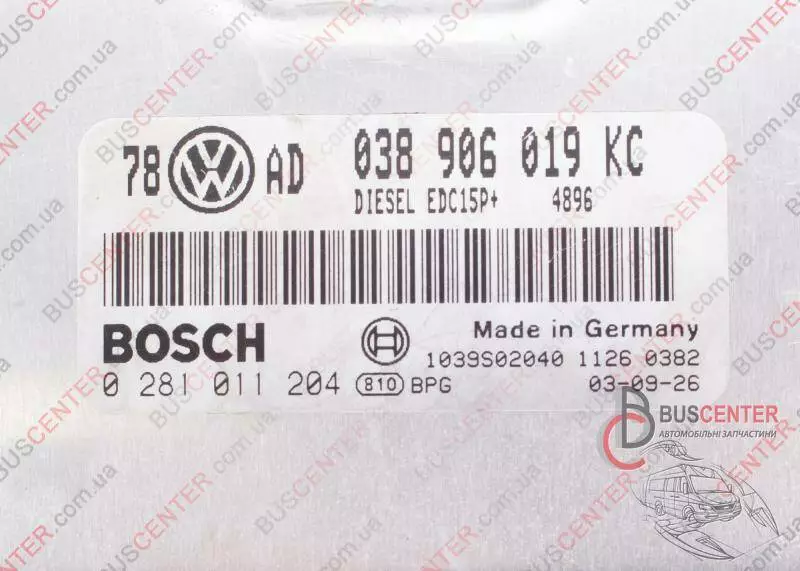 78 VW AD 038 906 019 KC
DIESEL EDC15P+ 4896
BOSCH
Made in Germany
1039S02040 1126 0382
0 281 011 204 810 BPG 03-09-26
BUSCENTER
АВТОМОБІЛЬНІ ЗАПЧАСТИНИ
BUSCENTER.com.ua